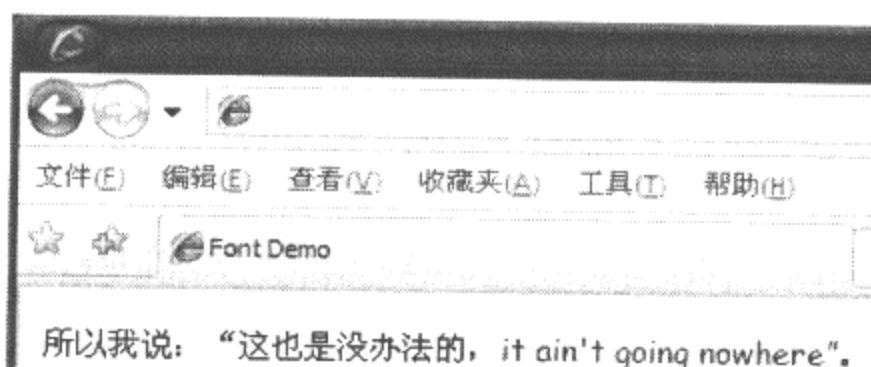 文件(F) 编辑(E) 查看(V) 收藏夹(A) 工具(T) 帮助(H)
Font Demo
所以我说：“这也是没办法的，it ain't going nowhere”。